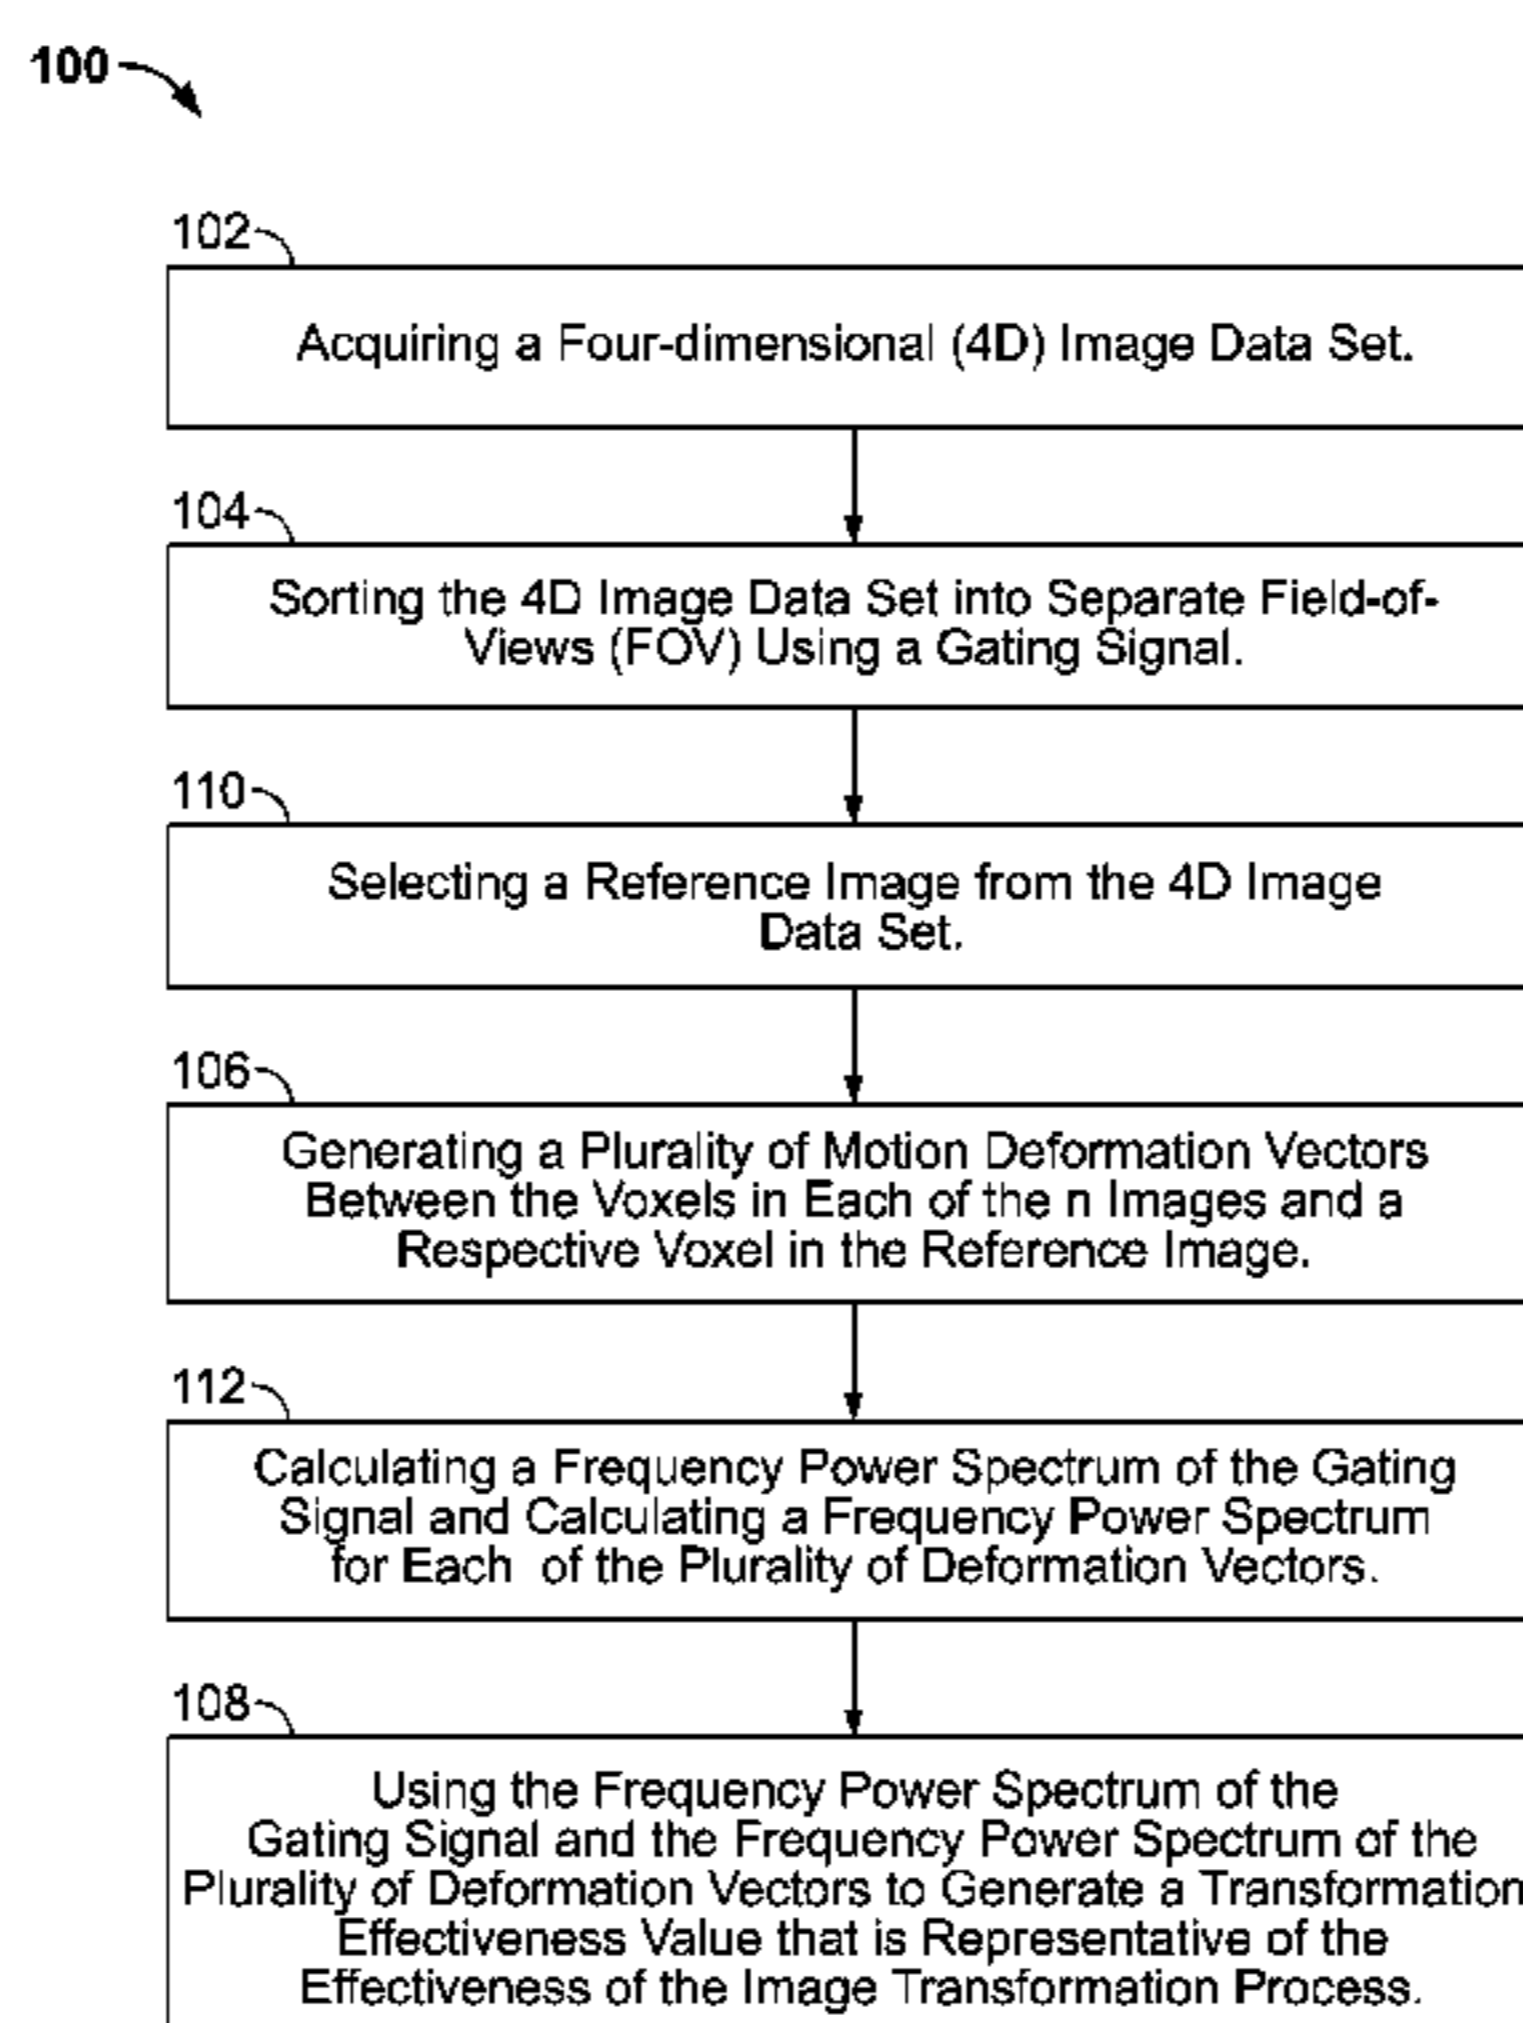 100
102
Acquiring a Four-dimensional (4D) Image Data Set.
104
Sorting the 4D Image Data Set into Separate Field-of-
Views (FOV) Using a Gating Signal.
110
Selecting a Reference Image from the 4D Image
Data Set.
106
Generating a Plurality of Motion Deformation Vectors
Between the Voxels in Each of the n Images and a
Respective Voxel in the Reference Image.
112
Calculating a Frequency Power Spectrum of the Gating
Signal and Calculating a Frequency Power Spectrum
for Each of the Plurality of Deformation Vectors.
108
Using the Frequency Power Spectrum of the
Gating Signal and the Frequency Power Spectrum of the
Plurality of Deformation Vectors to Generate a Transformation
Effectiveness Value that is Representative of the
Effectiveness of the Image Transformation Process.